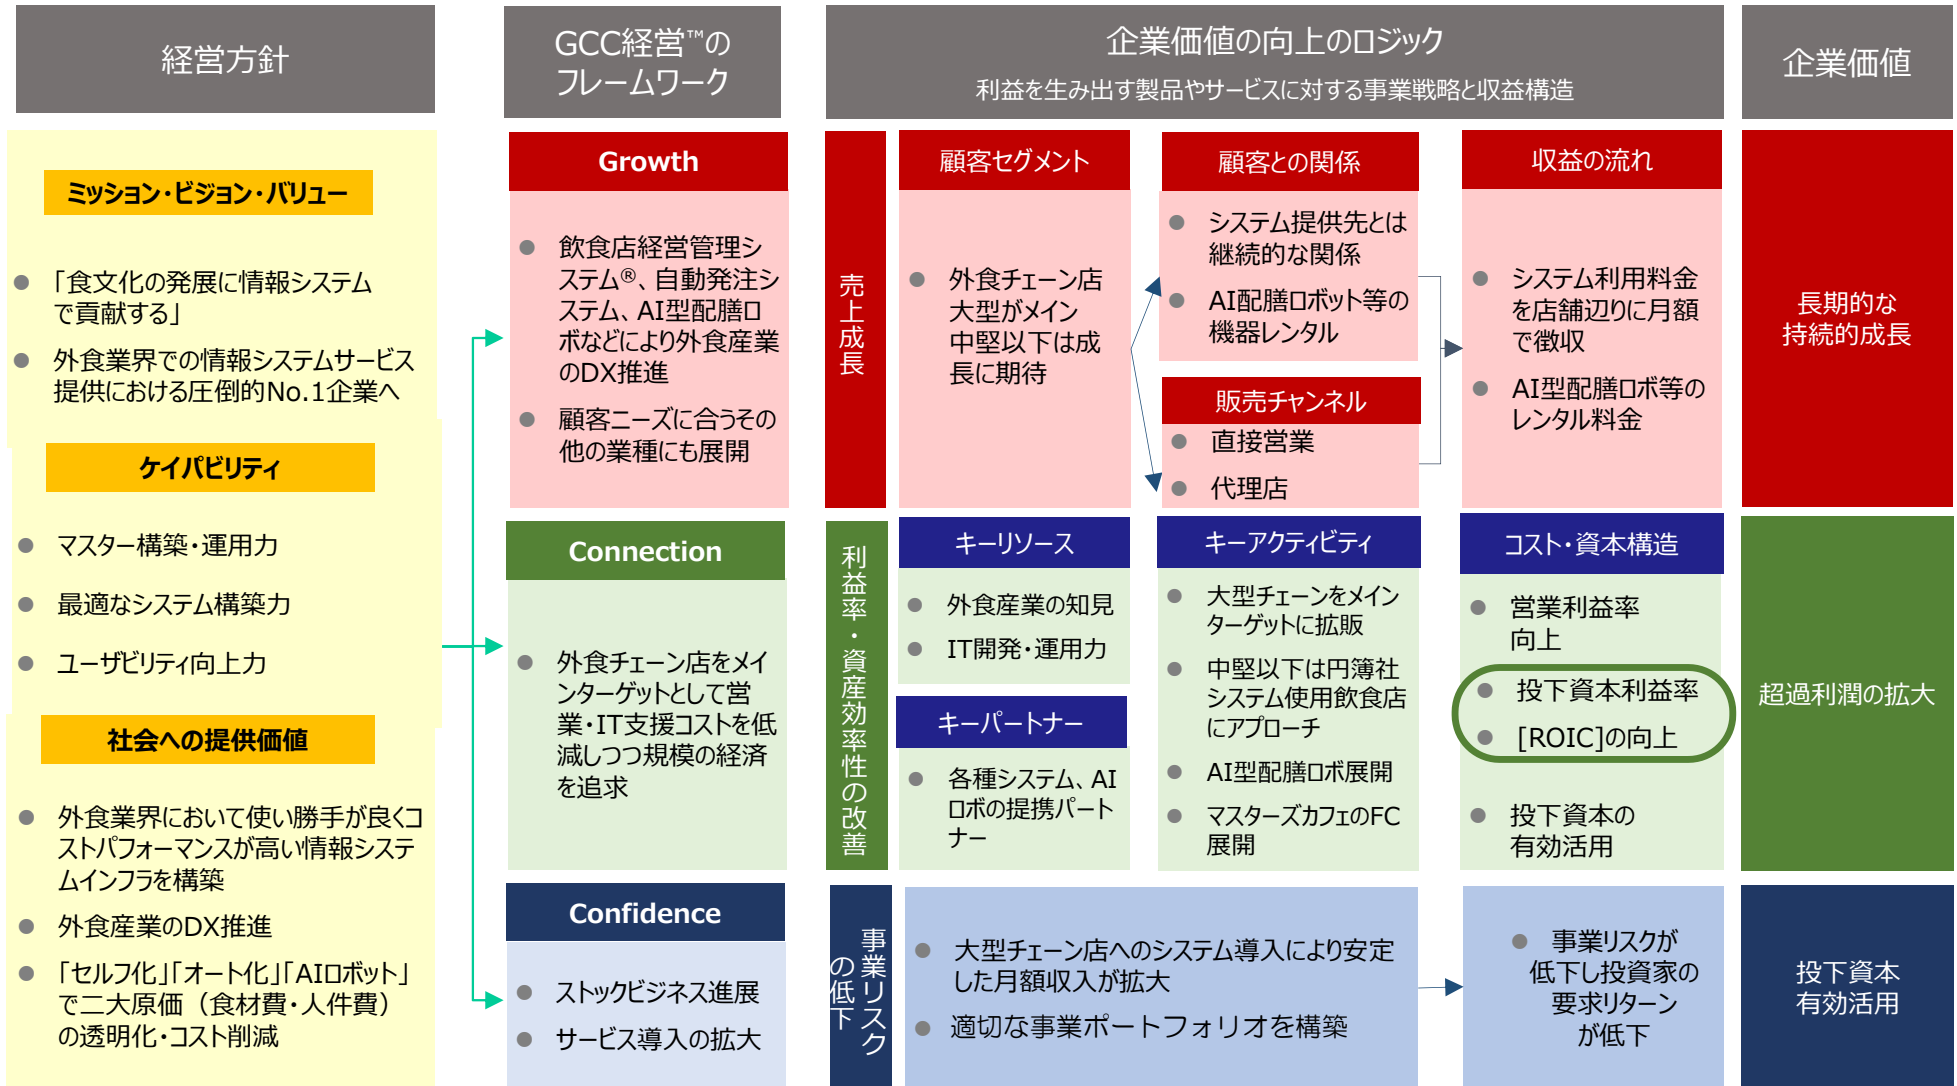 経営方針
GCC経営™の
フレームワーク
企業価値の向上のロジック
利益を生み出す製品やサービスに対する事業戦略と収益構造
企業価値
ミッション・ビジョン・バリュー
● 「食文化の発展に情報システム
で貢献する」
● 外食業界での情報システムサービス
提供における圧倒的No.1企業へ
ケイパビリティ
● マスター構築・運用力
● 最適なシステム構築力
● ユーザビリティ向上力
社会への提供価値
● 外食業界において使い勝手が良くコ
ストパフォーマンスが高い情報システ
ムインフラを構築
● 外食産業のDX推進
● 「セルフ化」「オート化」「AIロボット」
で二大原価（食材費・人件費）
の透明化・コスト削減
Growth
● 飲食店経営管理シ
ステム®、自動発注シ
ステム、AI型配膳ロ
ボなどにより外食産業
のDX推進
● 顧客ニーズに合うその
他の業種にも展開
Connection
● 外食チェーン店をメイ
ンターゲットとして営
業・IT支援コストを低
減しつつ規模の経済
を追求
Confidence
● ストックビジネス進展
● サービス導入の拡大
売上成長
顧客セグメント
● 外食チェーン店
大型がメイン
中堅以下は成
長に期待
顧客との関係
● システム提供先とは
継続的な関係
● AI配膳ロボット等の
機器レンタル
販売チャンネル
● 直接営業
● 代理店
収益の流れ
● システム利用料金
を店舗辺りに月額
で徴収
● AI型配膳ロボ等の
レンタル料金
長期的な
持続的成長
利益率・資産効率性の改善
キーリソース
● 外食産業の知見
● IT開発・運用力
キーパートナー
● 各種システム、AI
ロボの提携パート
ナー
キーアクティビティ
● 大型チェーンをメイン
ターゲットに拡販
● 中堅以下は円簿社
システム使用飲食店
にアプローチ
● AI型配膳ロボ展開
● マスターズカフェのFC
展開
コスト・資本構造
● 営業利益率
向上
● 投下資本利益率
● [ROIC]の向上
● 投下資本の
有効活用
超過利潤の拡大
事業リスク
の低下
● 大型チェーン店へのシステム導入により安定
した月額収入が拡大
● 適切な事業ポートフォリオを構築
● 事業リスクが
低下し投資家の
要求リターン
が低下
投下資本
有効活用